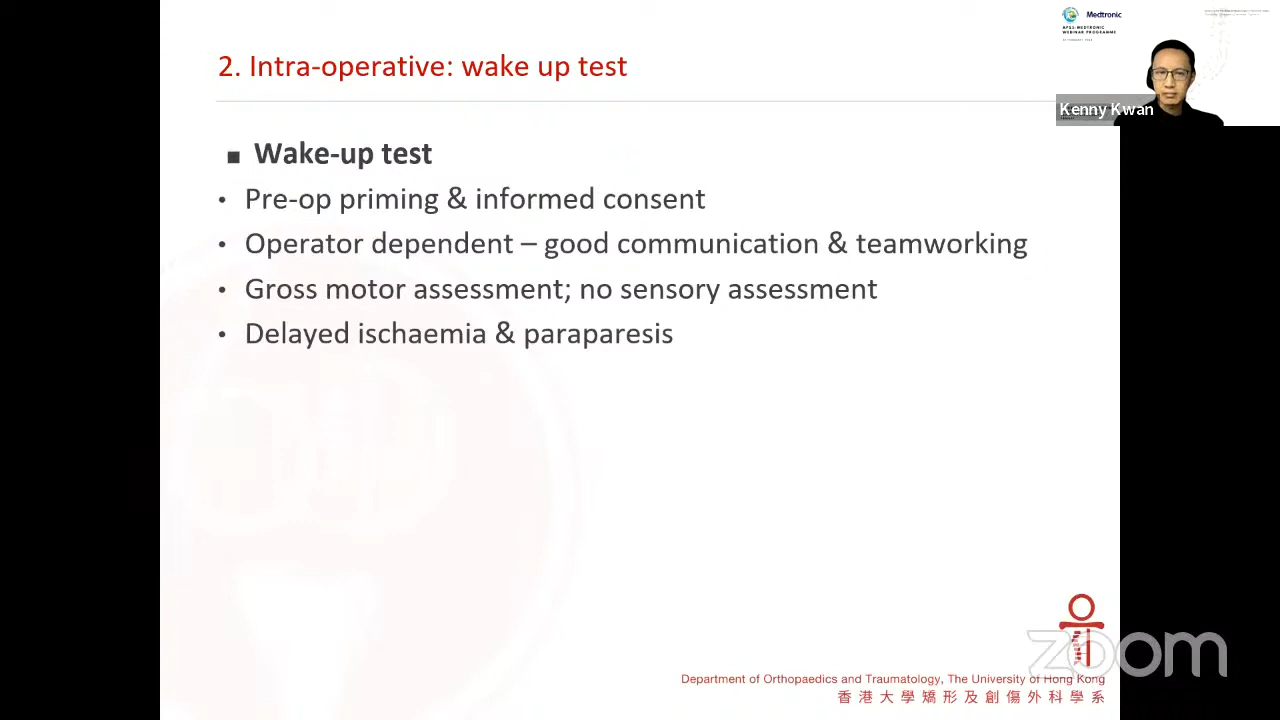 2. Intra-operative: wake up test
Medtronic
APSS-MEDTRONIC
WEBINAR PROGRAMME
Kenny Kwan
■ Wake-up test
• Pre-op priming & informed consent
• Operator dependent – good communication & teamworking
• Gross motor assessment; no sensory assessment
• Delayed ischaemia & paraparesis
zoom
Department of Orthopaedics and Traumatology, The University of Hong Kong
香港大學矯形及創傷外科學系